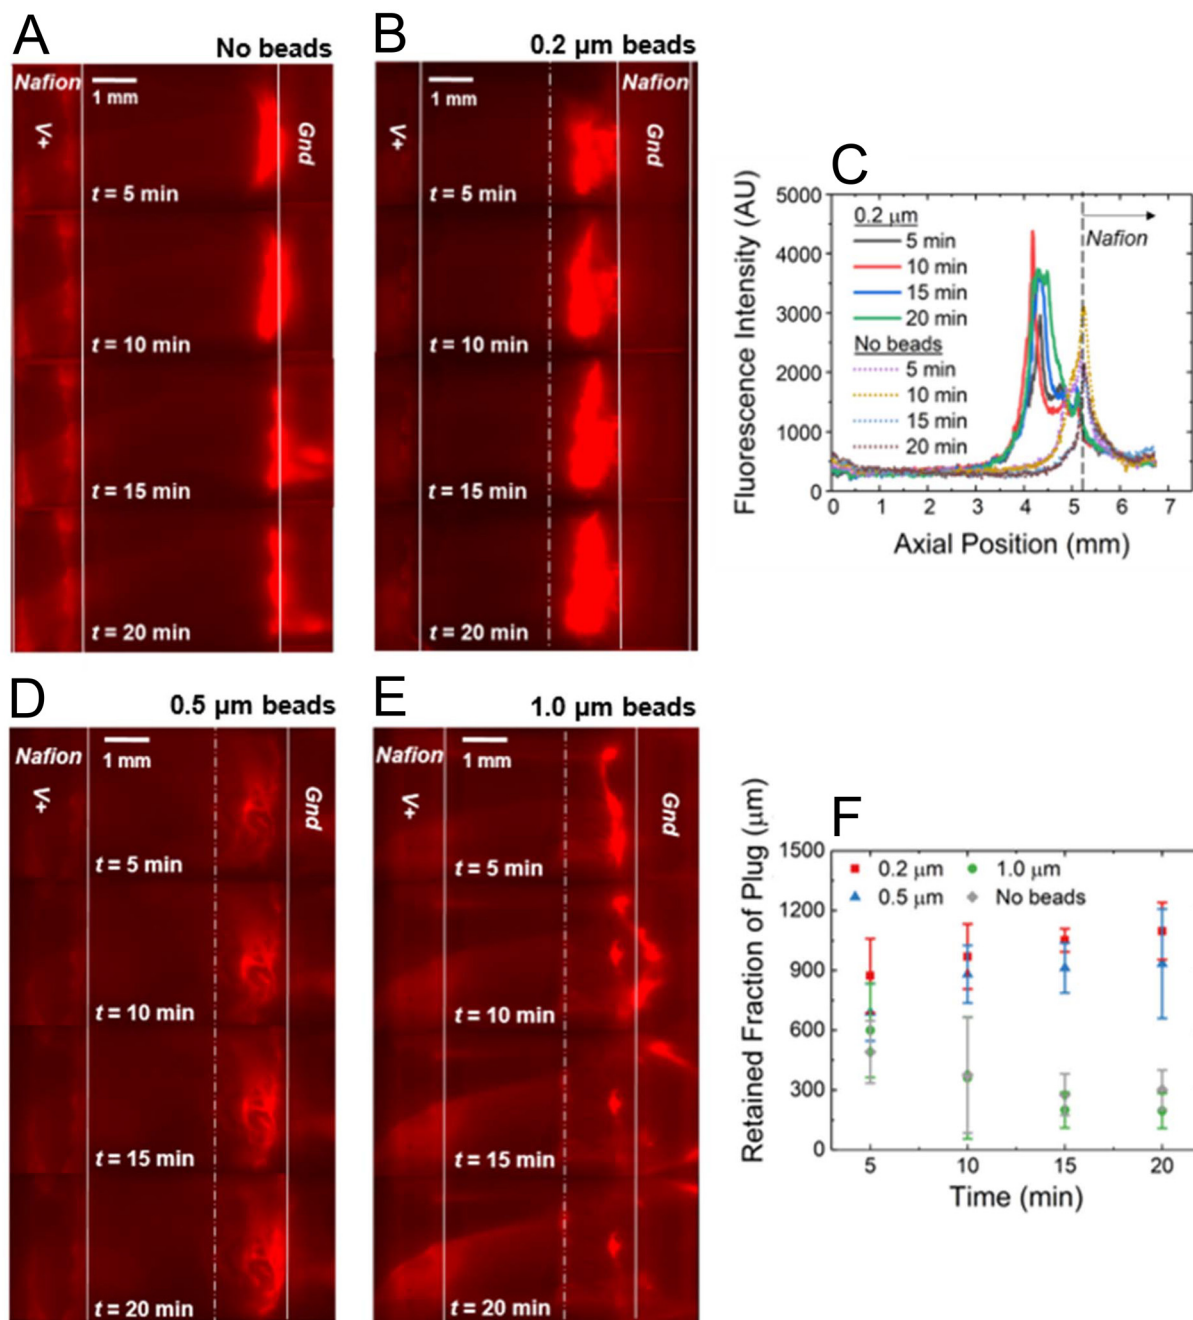 A
No beads
Nafion
1 mm
V+
Gnd
t = 5 min
t = 10 min
t = 15 min
t = 20 min
B
0.2 µm beads
Nafion
1 mm
V+
Gnd
t = 5 min
t = 10 min
t = 15 min
t = 20 min
C
Fluorescence Intensity (AU)
5000
4000
3000
2000
1000
0
0.2 µm
5 min
10 min
15 min
20 min
No beads
5 min
10 min
15 min
20 min
Nafion
0 1 2 3 4 5 6 7
Axial Position (mm)
D
0.5 µm beads
Nafion
1 mm
V+
Gnd
t = 5 min
t = 10 min
t = 15 min
t = 20 min
E
1.0 µm beads
Nafion
1 mm
V+
Gnd
t = 5 min
t = 10 min
t = 15 min
t = 20 min
F
Retained Fraction of Plug (µm)
1500
1200
900
600
300
0
0.2 µm 1.0 µm
0.5 µm No beads
5 10 15 20
Time (min)